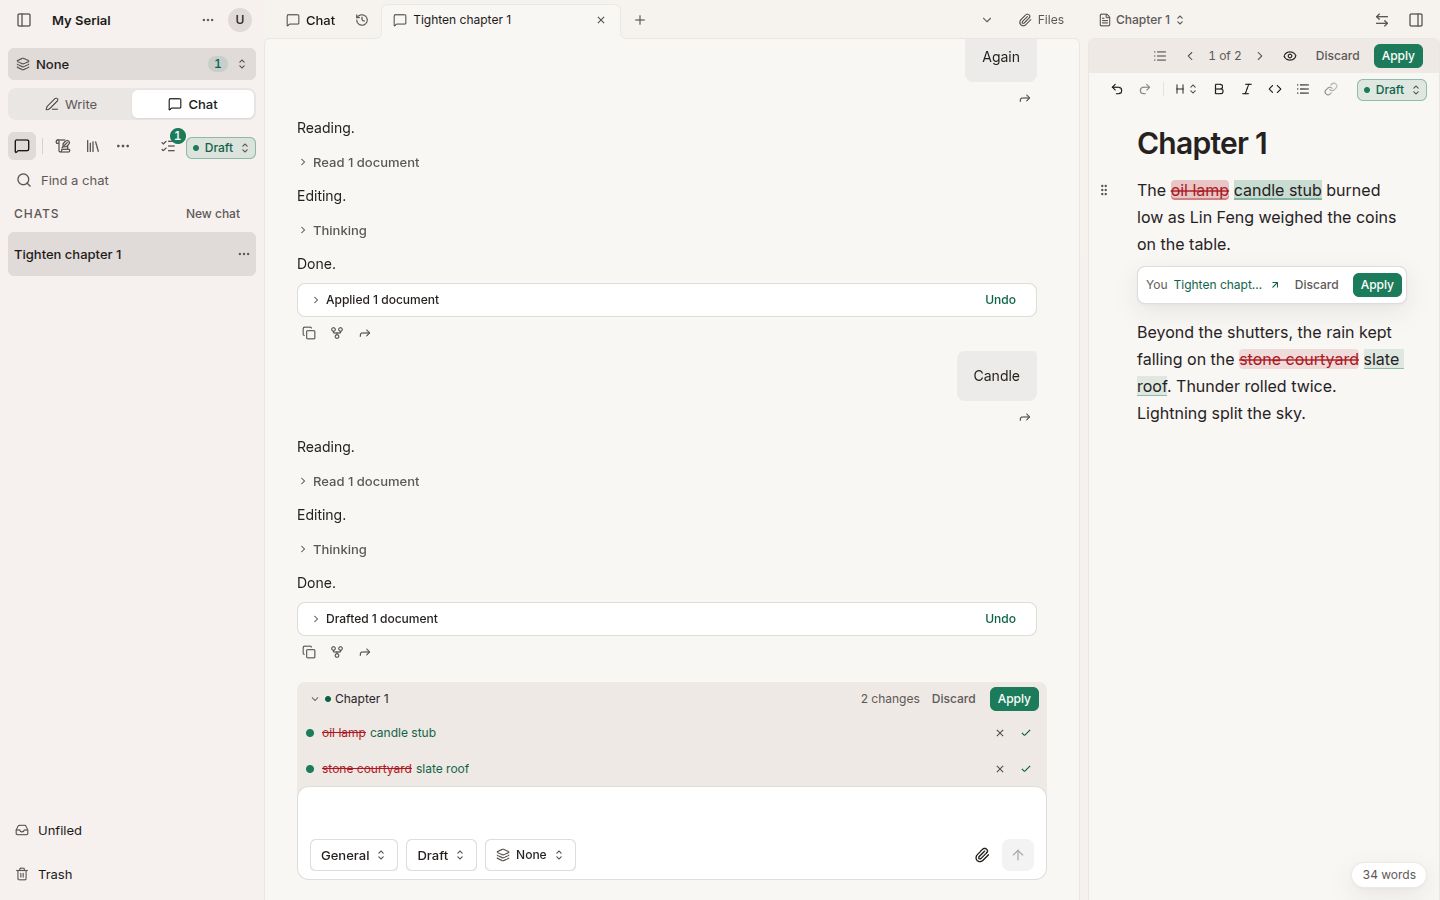 My Serial
U
None
1
Write
Chat
1
Draft
Find a chat
CHATS
New chat
Tighten chapter 1
Unfiled
Trash
Chat
Tighten chapter 1
Files
Again
Reading.
Read 1 document
Editing.
Thinking
Done.
Applied 1 document
Undo
Candle
Reading.
Read 1 document
Editing.
Thinking
Done.
Drafted 1 document
Undo
Chapter 1
2 changes
Discard
Apply
oil lamp candle stub
stone courtyard slate roof
General
Draft
None
Chapter 1
1 of 2
Discard
Apply
H
B
I
Draft
Chapter 1
The oil lamp candle stub burned
low as Lin Feng weighed the coins
on the table.
You Tighten chapt...
Discard
Apply
Beyond the shutters, the rain kept
falling on the stone courtyard slate
roof. Thunder rolled twice.
Lightning split the sky.
34 words